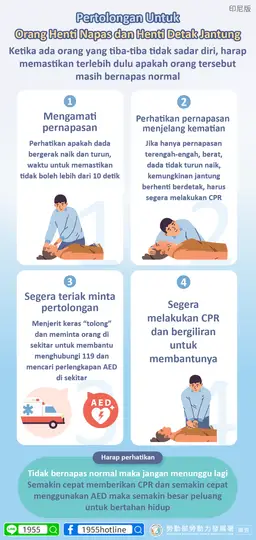 印尼版
Pertolongan Untuk
Orang Henti Napas dan Henti Detak Jantung
Ketika ada orang yang tiba-tiba tidak sadar diri, harap
memastikan terlebih dulu apakah orang tersebut
masih bernapas normal
1
Mengamati
pernapasan
Perhatikan apakah dada
bergerak naik dan turun,
waktu untuk memastikan
tidak boleh lebih dari 10 detik
2
Perhatikan pernapasan
menjelang kematian
Jika hanya pernapasan
terengah-engah, berat,
dada tidak turun naik,
kemungkinan jantung
berhenti berdetak, harus
segera melakukan CPR
3
Segera teriak minta
pertolongan
Menjerit keras "tolong"
dan meminta orang di
sekitar untuk membantu
menghubungi 119 dan
mencari perlengkapan AED
di sekitar
AED
4
Segera
melakukan CPR
dan bergiliran
untuk
membantunya
Harap perhatikan
Tidak bernapas normal maka jangan menunggu lagi
Semakin cepat memberikan CPR dan semakin cepat
menggunakan AED maka semakin besar peluang
untuk bertahan hidup
1955
1955hotline
勞動部勞動力發展署